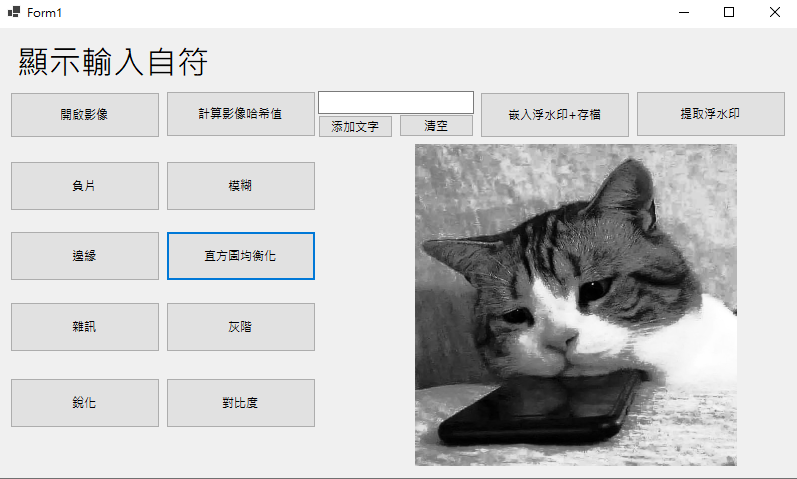 Form1
顯示輸入自符
開啟影像
計算影像哈希值
添加文字
清空
嵌入浮水印+存檔
提取浮水印
負片
模糊
邊緣
直方圖均衡化
雜訊
灰階
銳化
對比度